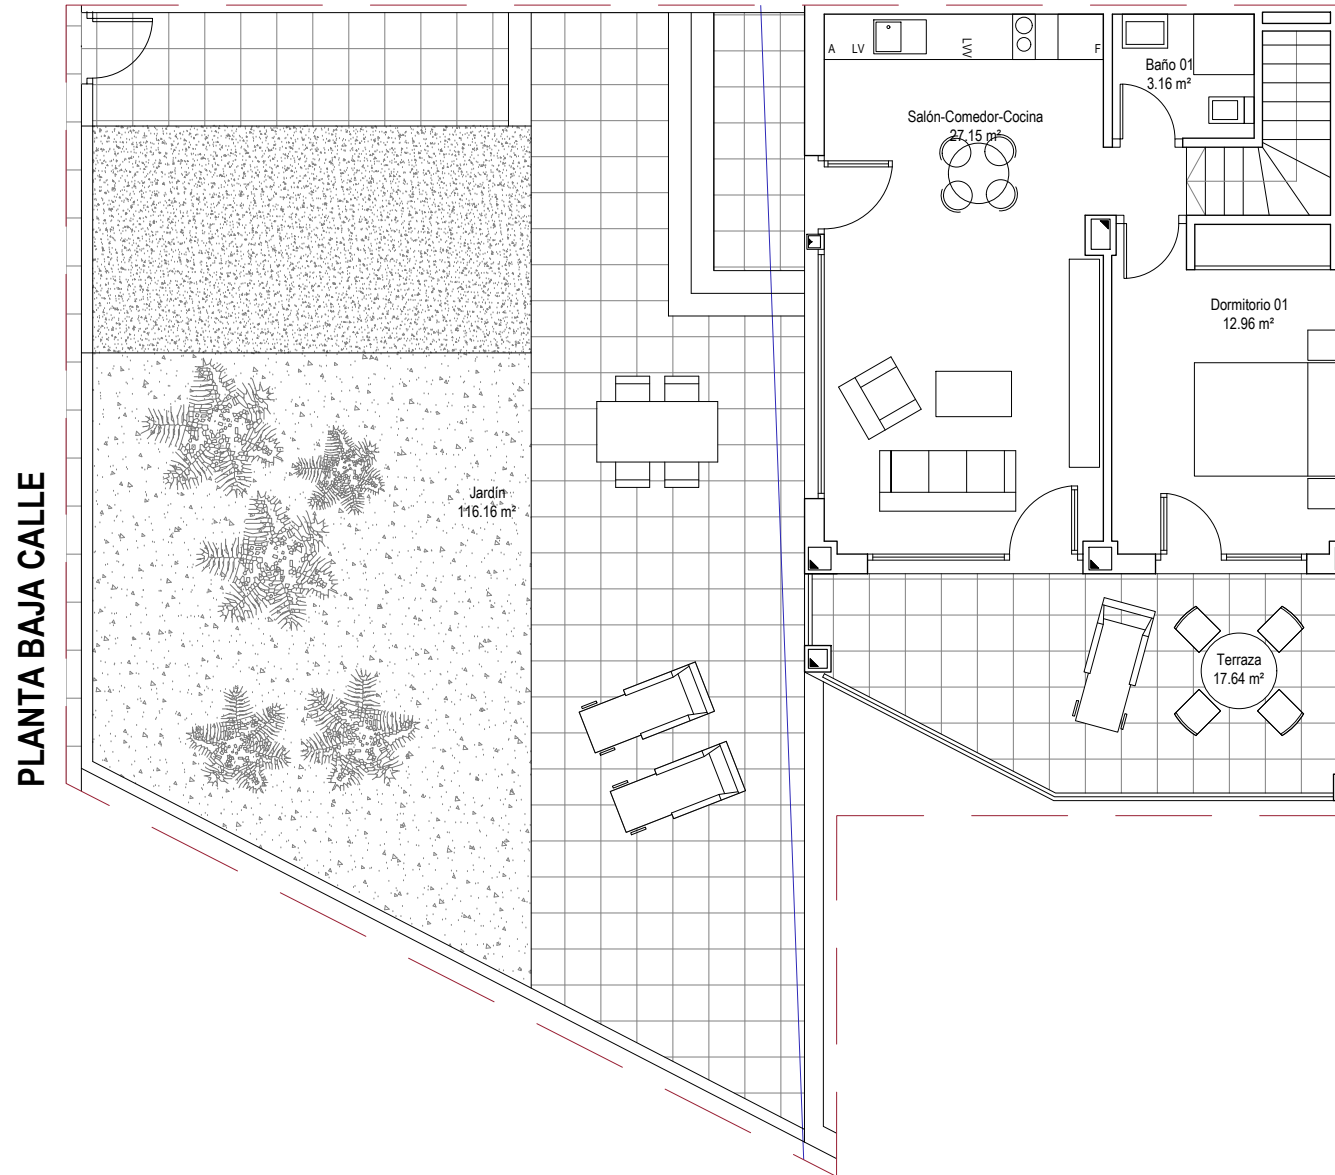 PLANTA BAJA CALLE
A
LV
LVV
F
Baño 01
3.16 m²
Salón-Comedor-Cocina
27.15 m²
Dormitorio 01
12.96 m²
Jardín
116.16 m²
Terraza
17.64 m²